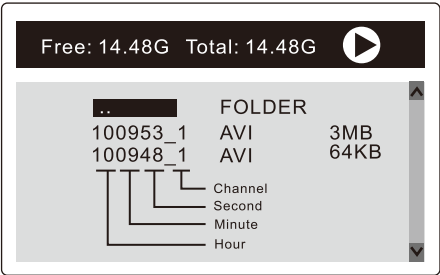 Free: 14.48G Total: 14.48G
.. FOLDER
100953_1 AVI 3MB
100948_1 AVI 64KB
Channel
Second
Minute
Hour